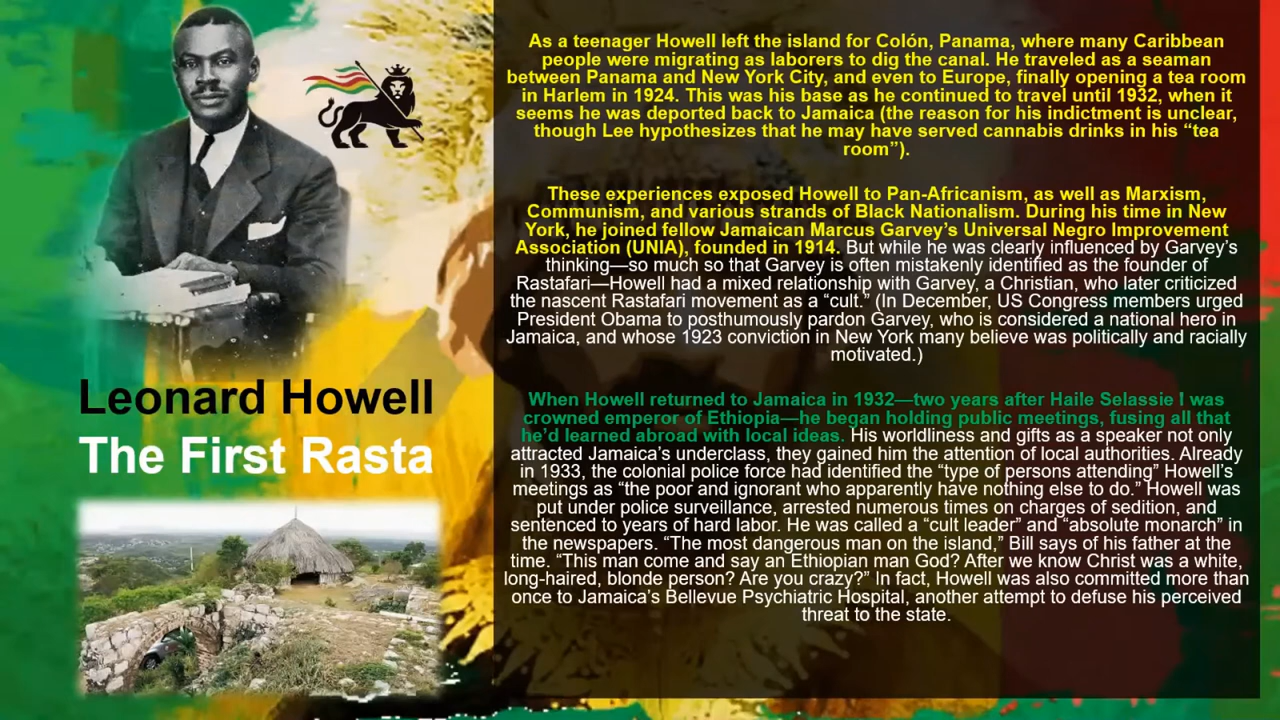 Leonard Howell
The First Rasta
As a teenager Howell left the island for Colón, Panama, where many Caribbean
people were migrating as laborers to dig the canal. He traveled as a seaman
between Panama and New York City, and even to Europe, finally opening a tea room
in Harlem in 1924. This was his base as he continued to travel until 1932, when it
seems he was deported back to Jamaica (the reason for his indictment is unclear,
though Lee hypothesizes that he may have served cannabis drinks in his “tea
room”).
These experiences exposed Howell to Pan-Africanism, as well as Marxism,
Communism, and various strands of Black Nationalism. During his time in New
York, he joined fellow Jamaican Marcus Garvey’s Universal Negro Improvement
Association (UNIA), founded in 1914. But while he was clearly influenced by Garvey’s
thinking—so much so that Garvey is often mistakenly identified as the founder of
Rastafari—Howell had a mixed relationship with Garvey, a Christian, who later criticized
the nascent Rastafari movement as a “cult.” (In December, US Congress members urged
President Obama to posthumously pardon Garvey, who is considered a national hero in
Jamaica, and whose 1923 conviction in New York many believe was politically and racially
motivated.)
When Howell returned to Jamaica in 1932—two years after Haile Selassie I was
crowned emperor of Ethiopia—he began holding public meetings, fusing all that
he’d learned abroad with local ideas. His worldliness and gifts as a speaker not only
attracted Jamaica’s underclass, they gained him the attention of local authorities. Already
in 1933, the colonial police force had identified the “type of persons attending” Howell’s
meetings as “the poor and ignorant who apparently have nothing else to do.” Howell was
put under police surveillance, arrested numerous times on charges of sedition, and
sentenced to years of hard labor. He was called a “cult leader” and “absolute monarch” in
the newspapers. “The most dangerous man on the island,” Bill says of his father at the
time. “This man come and say an Ethiopian man God? After we know Christ was a white,
long-haired, blonde person? Are you crazy?” In fact, Howell was also committed more than
once to Jamaica’s Bellevue Psychiatric Hospital, another attempt to defuse his perceived
threat to the state.